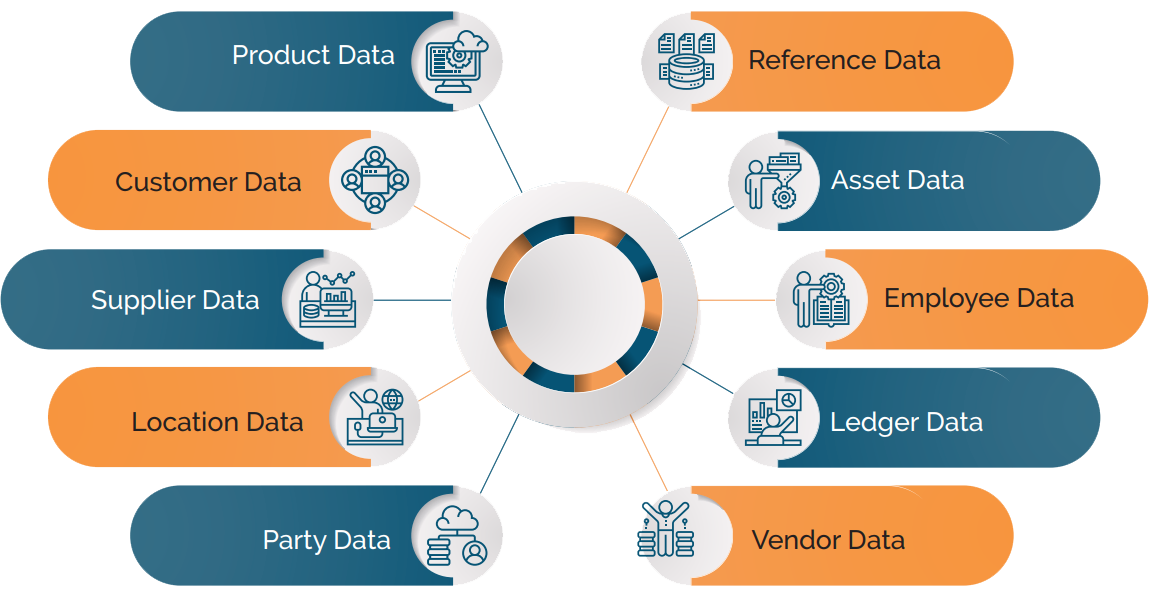 Product Data
Customer Data
Supplier Data
Location Data
Party Data
Reference Data
Asset Data
Employee Data
Ledger Data
Vendor Data